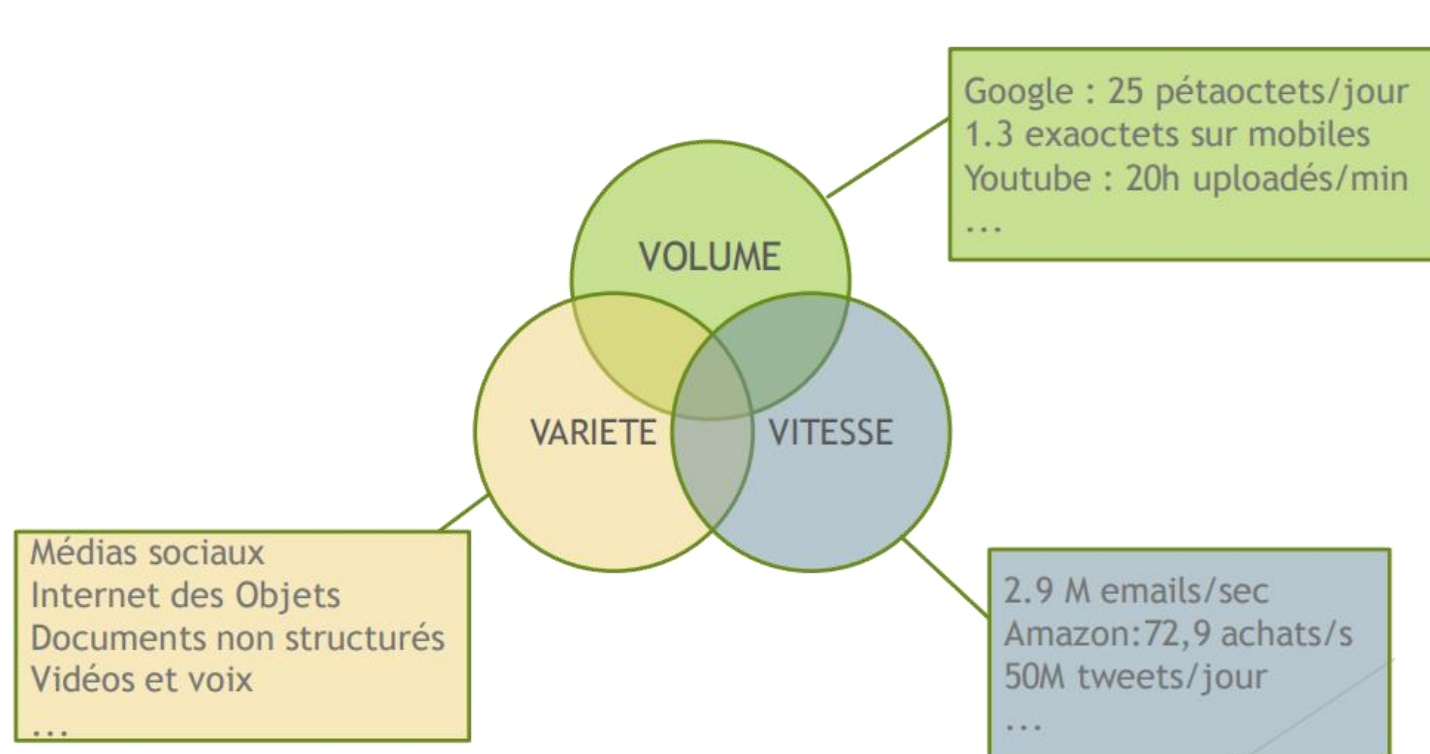 Google : 25 pétaoctets/jour
1.3 exaoctets sur mobiles
Youtube : 20h uploadés/min
...
VOLUME
VARIETE
VITESSE
Médias sociaux
Internet des Objets
Documents non structurés
Vidéos et voix
...
2.9 M emails/sec
Amazon:72,9 achats/s
50M tweets/jour
...